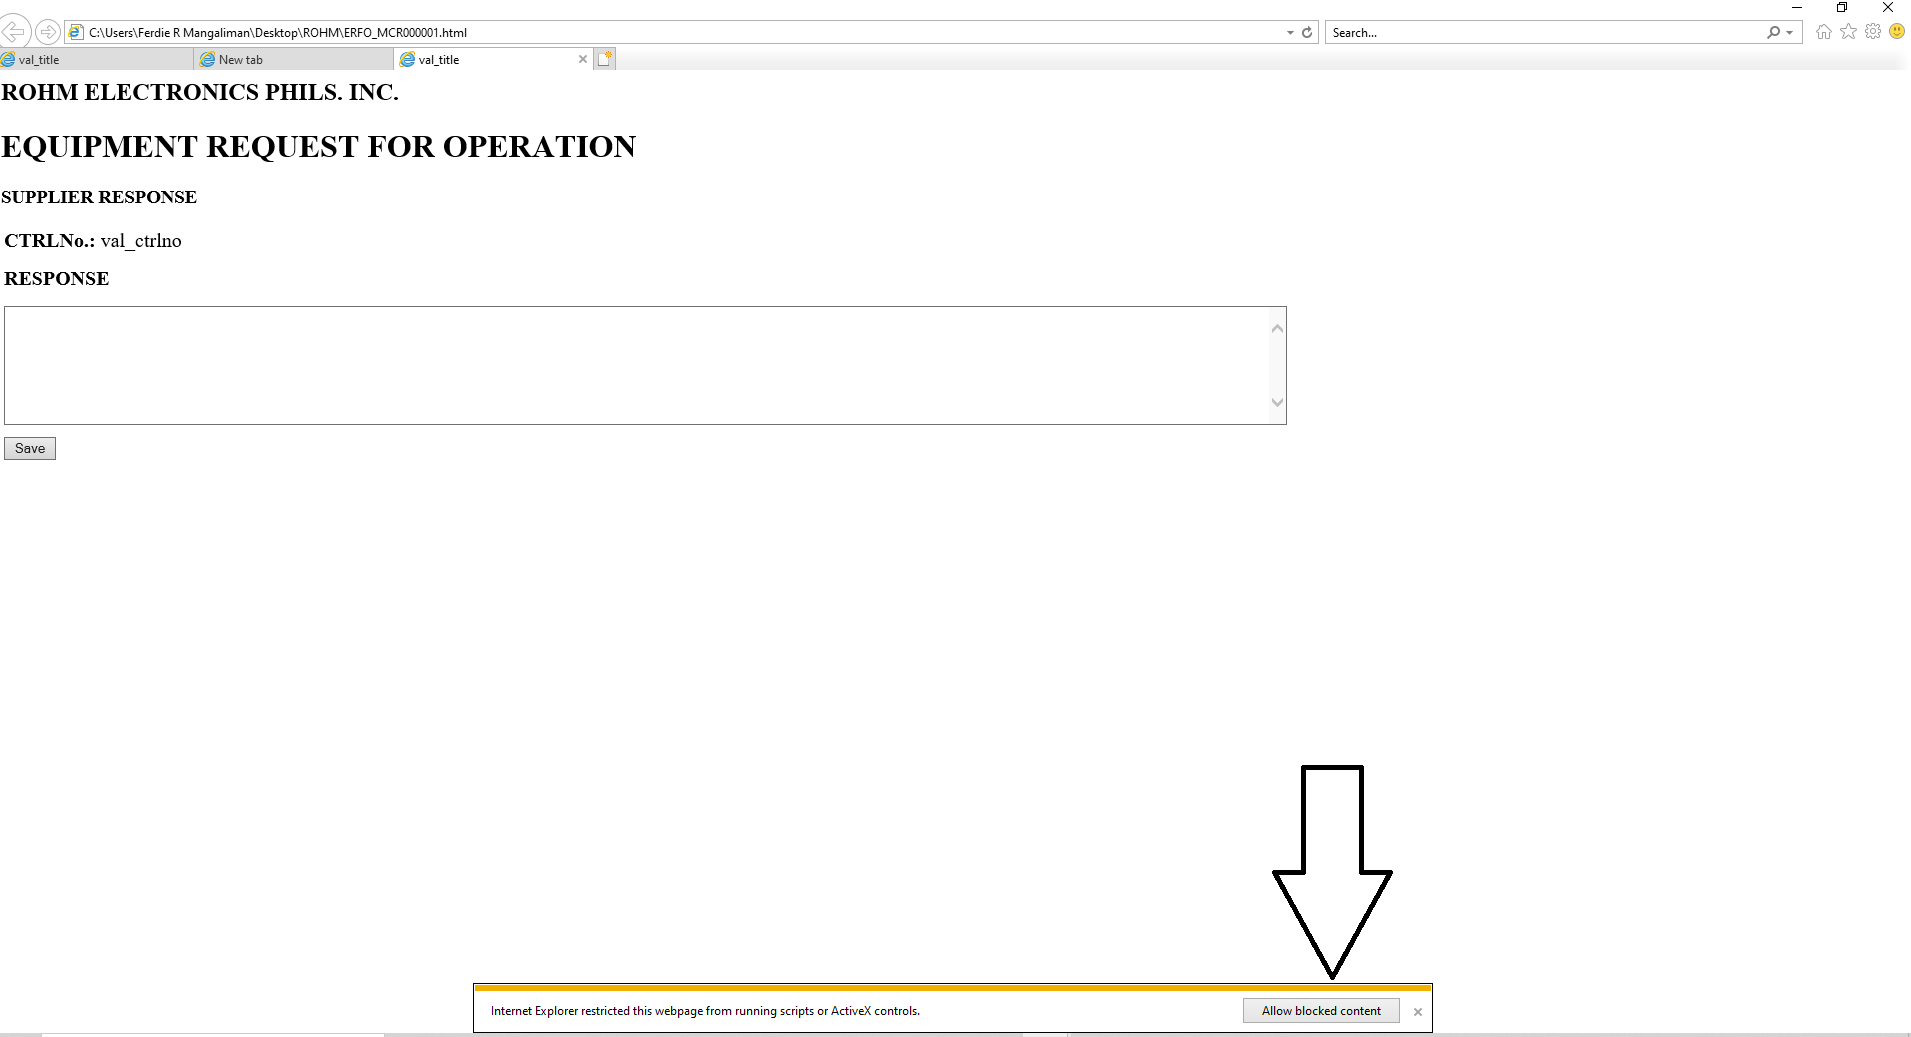 C:\Users\Ferdie R Mangaliman\Desktop\ROHM\ERFO_MCR000001.html
Search...
val_title
New tab
val_title
ROHM ELECTRONICS PHILS. INC.
EQUIPMENT REQUEST FOR OPERATION
SUPPLIER RESPONSE
CTRLNo.: val_ctrlno
RESPONSE
Save
Internet Explorer restricted this webpage from running scripts or ActiveX controls.
Allow blocked content